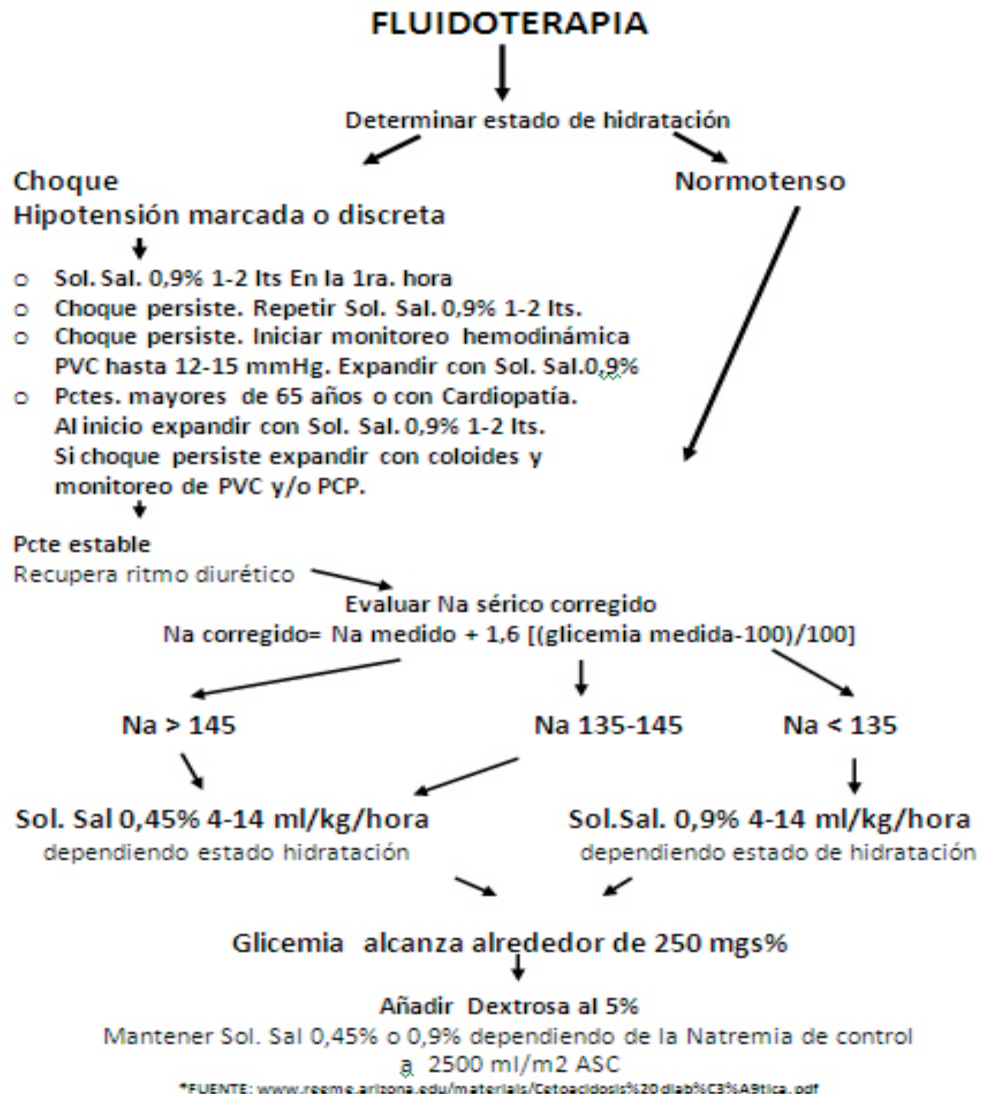 FLUIDOTERAPIA
Determinar estado de hidratación
Choque
Hipotensión marcada o discreta
Normotenso
o Sol. Sal. 0,9% 1-2 lts En la 1ra. hora
o Choque persiste. Repetir Sol. Sal. 0,9% 1-2 lts.
o Choque persiste. Iniciar monitoreo hemodinámica
PVC hasta 12-15 mmHg. Expandir con Sol. Sal.0,9%
o Pctes. mayores de 65 años o con Cardiopatía.
Al inicio expandir con Sol. Sal. 0,9% 1-2 lts.
Si choque persiste expandir con coloides y
monitoreo de PVC y/o PCP.
Pcte estable
Recupera ritmo diurético
Evaluar Na sérico corregido
Na corregido= Na medido + 1,6 [(glicemia medida-100)/100]
Na > 145
Na 135-145
Na < 135
Sol. Sal 0,45% 4-14 ml/kg/hora
dependiendo estado hidratación
Sol.Sal. 0,9% 4-14 ml/kg/hora
dependiendo estado de hidratación
Glicemia alcanza alrededor de 250 mgs%
Añadir Dextrosa al 5%
Mantener Sol. Sal 0,45% o 0,9% dependiendo de la Natremia de control
a 2500 ml/m2 ASC
*FUENTE: www.reeme.arizona.edu/materials/Cetoacidosis%20diab%C3%A9tica.pdf